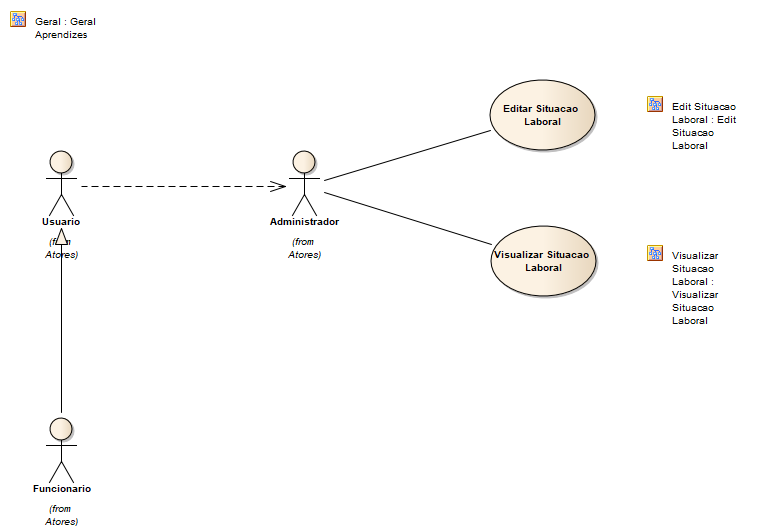 Geral : Geral
Aprendizes
Editar Situacao
Laboral
Edit Situacao
Laboral : Edit
Situacao
Laboral
Usuario
(from
Atores)
Administrador
(from
Atores)
Visualizar Situacao
Laboral
Visualizar
Situacao
Laboral :
Visualizar
Situacao
Laboral
Funcionario
(from
Atores)